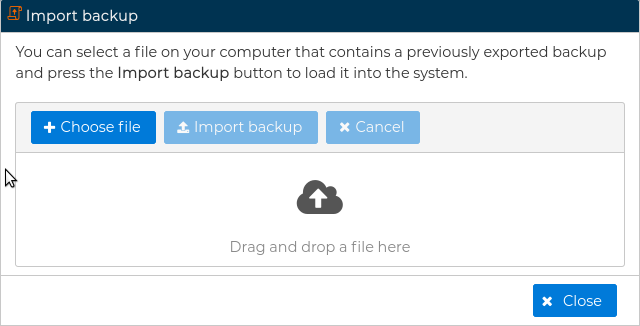 Import backup
You can select a file on your computer that contains a previously exported backup
and press the Import backup button to load it into the system.
Choose file Import backup Cancel
Drag and drop a file here
Close